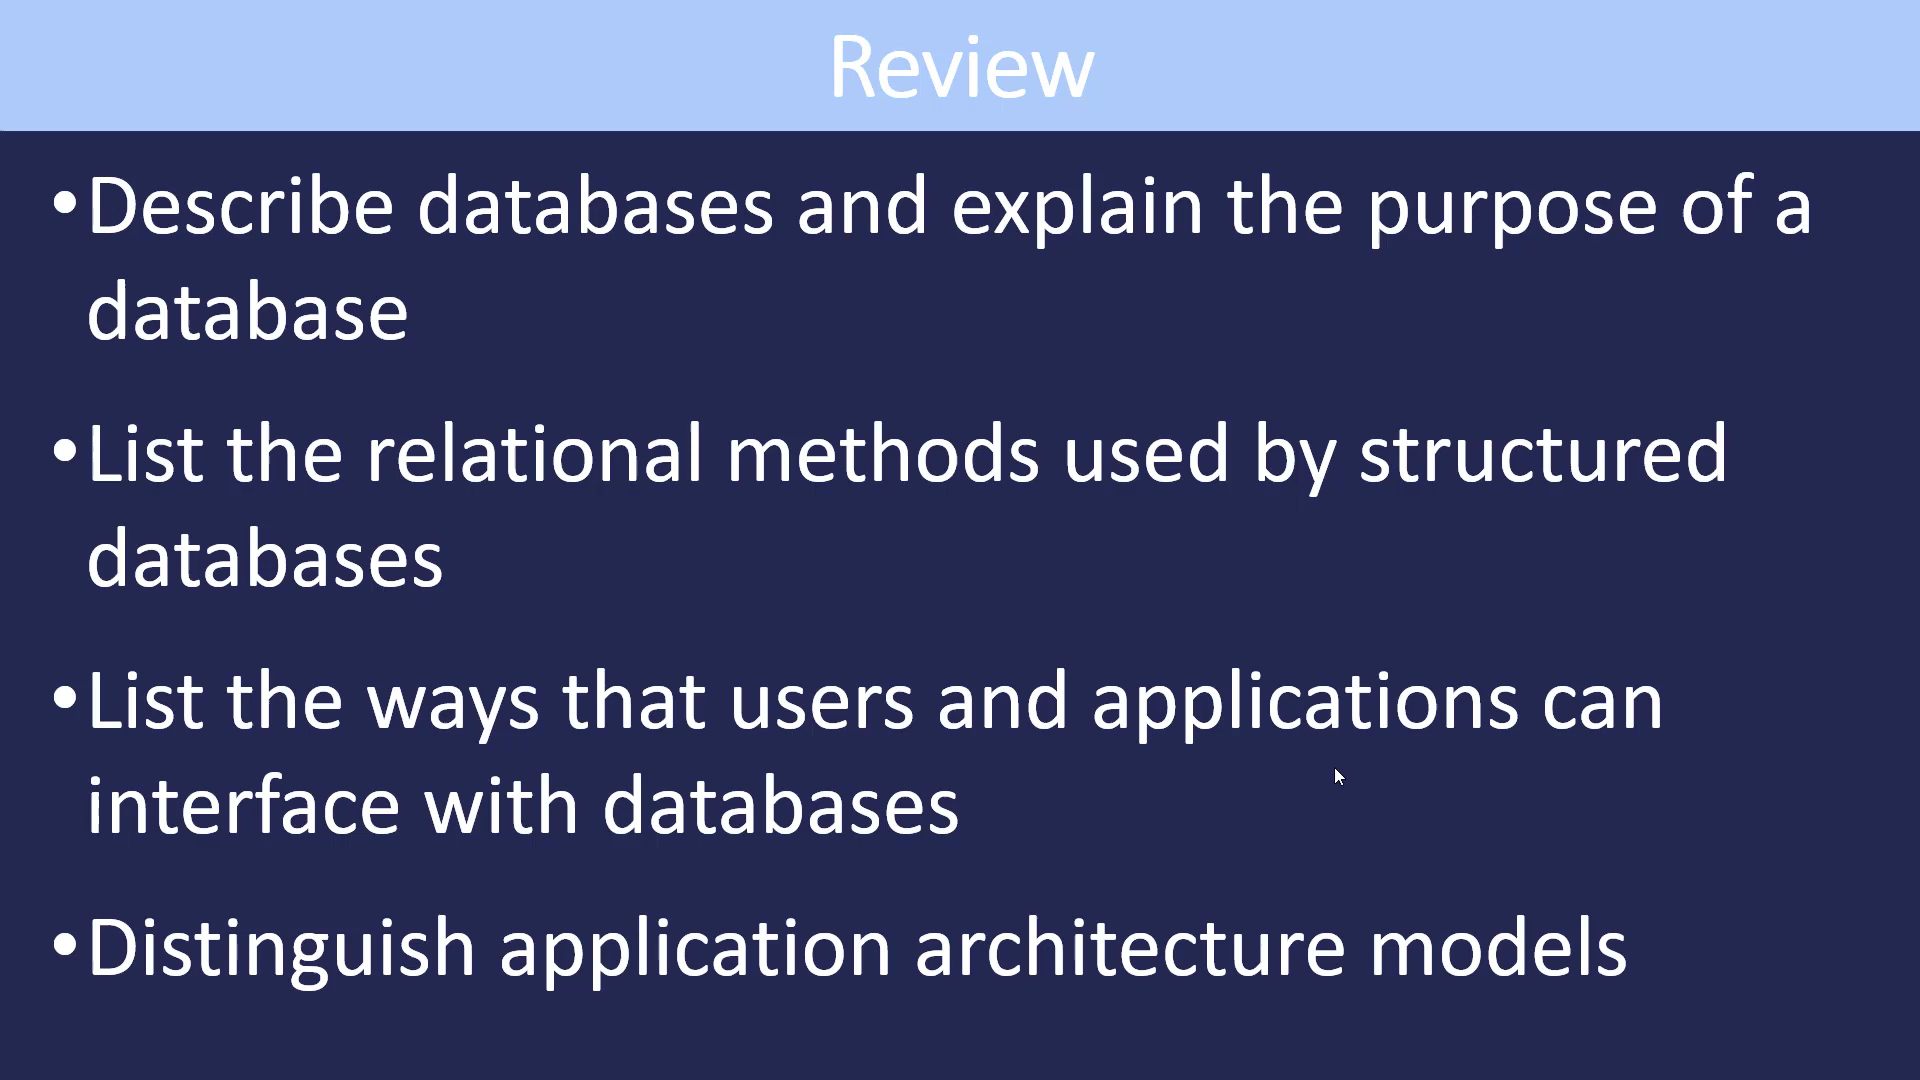 Review
•Describe databases and explain the purpose of a
database
•List the relational methods used by structured
databases
•List the ways that users and applications can
interface with databases
•Distinguish application architecture models